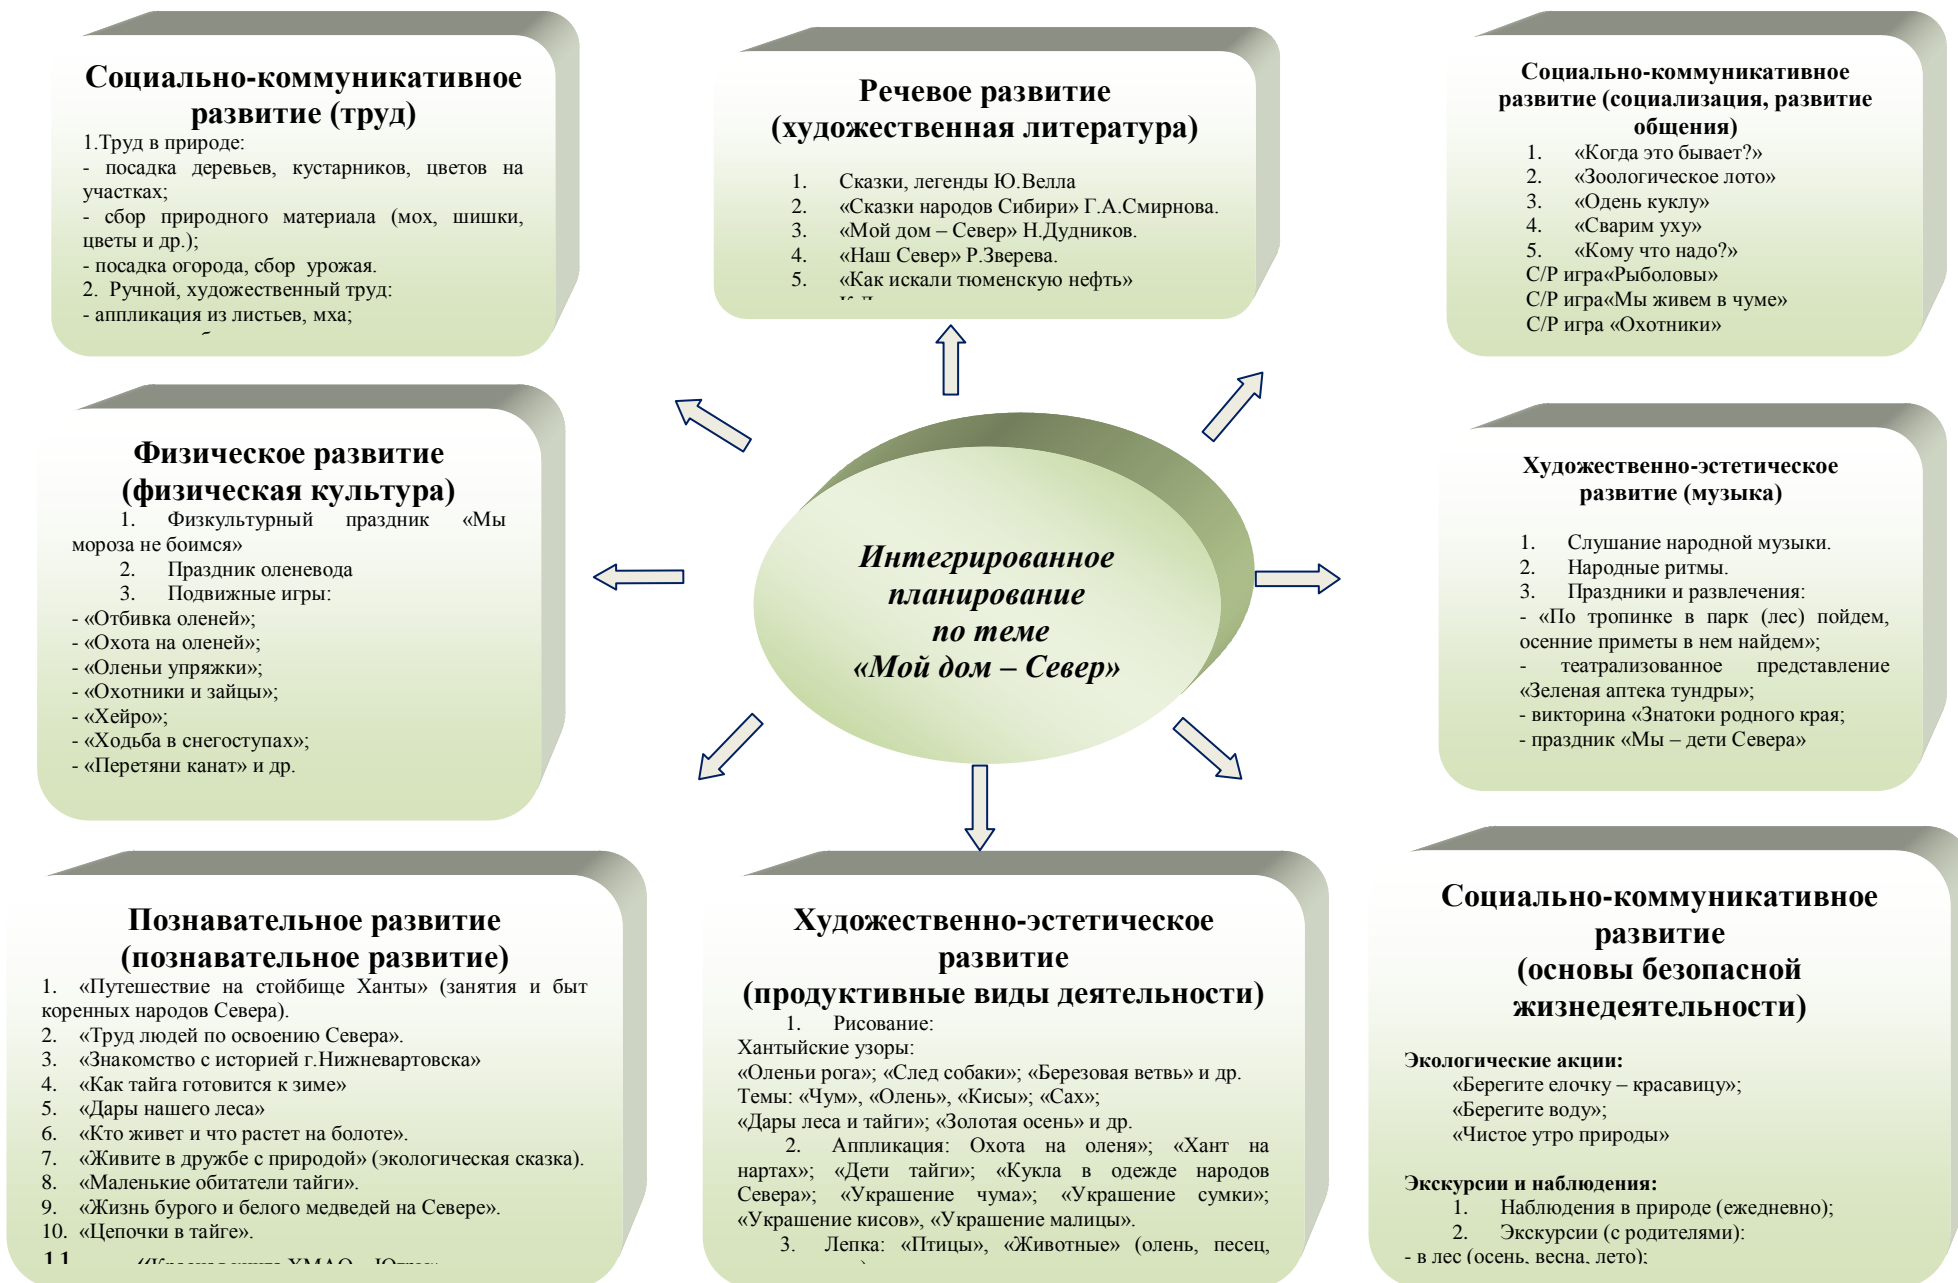 Социально-коммуникативное
развитие (труд)
1.Труд в природе:
- посадка деревьев, кустарников, цветов на
участках;
- сбор природного материала (мох, шишки,
цветы и др.);
- посадка огорода, сбор урожая.
2. Ручной, художественный труд:
- аппликация из листьев, мха;
Речевое развитие
(художественная литература)
1. Сказки, легенды Ю.Велла
2. «Сказки народов Сибири» Г.А.Смирнова.
3. «Мой дом – Север» Н.Дудников.
4. «Наш Север» Р.Зверева.
5. «Как искали тюменскую нефть»
Социально-коммуникативное
развитие (социализация, развитие
общения)
1. «Когда это бывает?»
2. «Зоологическое лото»
3. «Одень куклу»
4. «Сварим уху»
5. «Кому что надо?»
С/Р игра«Рыболовы»
С/Р игра«Мы живем в чуме»
С/Р игра «Охотники»
Физическое развитие
(физическая культура)
1. Физкультурный праздник «Мы
мороза не боимся»
2. Праздник оленевода
3. Подвижные игры:
- «Отбивка оленей»;
- «Охота на оленей»;
- «Оленьи упряжки»;
- «Охотники и зайцы»;
- «Хейро»;
- «Ходьба в снегоступах»;
- «Перетяни канат» и др.
Интегрированное
планирование
по теме
«Мой дом – Север»
Художественно-эстетическое
развитие (музыка)
1. Слушание народной музыки.
2. Народные ритмы.
3. Праздники и развлечения:
- «По тропинке в парк (лес) пойдем,
осенние приметы в нем найдем»;
- театрализованное представление
«Зеленая аптека тундры»;
- викторина «Знатоки родного края;
- праздник «Мы – дети Севера»
Познавательное развитие
(познавательное развитие)
1. «Путешествие на стойбище Ханты» (занятия и быт
коренных народов Севера).
2. «Труд людей по освоению Севера».
3. «Знакомство с историей г.Нижневартовска»
4. «Как тайга готовится к зиме»
5. «Дары нашего леса»
6. «Кто живет и что растет на болоте».
7. «Живите в дружбе с природой» (экологическая сказка).
8. «Маленькие обитатели тайги».
9. «Жизнь бурого и белого медведей на Севере».
10. «Цепочки в тайге».
11. «Красная книга ХМАО – Югры»
Художественно-эстетическое
развитие
(продуктивные виды деятельности)
1. Рисование:
Хантыйские узоры:
«Оленьи рога»; «След собаки»; «Березовая ветвь» и др.
Темы: «Чум», «Олень», «Кисы»; «Сах»;
«Дары леса и тайги»; «Золотая осень» и др.
2. Аппликация: Охота на оленя»; «Хант на
нартах»; «Дети тайги»; «Кукла в одежде народов
Севера»; «Украшение чума»; «Украшение сумки»;
«Украшение кисов», «Украшение малицы».
3. Лепка: «Птицы», «Животные» (олень, песец,
Социально-коммуникативное
развитие
(основы безопасной
жизнедеятельности)
Экологические акции:
«Берегите елочку – красавицу»;
«Берегите воду»;
«Чистое утро природы»
Экскурсии и наблюдения:
1. Наблюдения в природе (ежедневно);
2. Экскурсии (с родителями):
- в лес (осень, весна, лето);